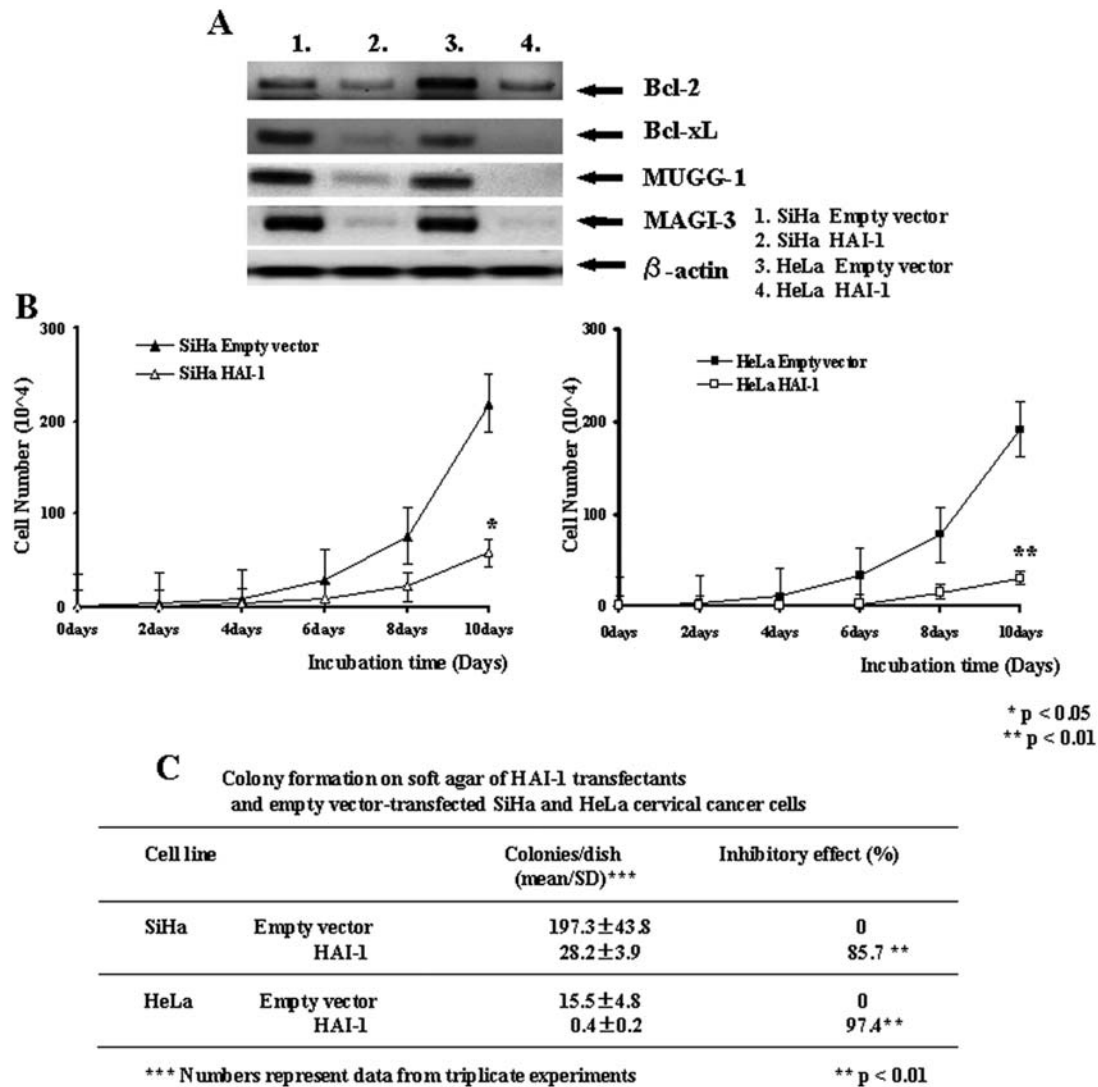 A
1. 2. 3. 4.
Bcl-2
Bcl-xL
MUGG-1
MAGI-3
β-actin
1. SiHa Empty vector
2. SiHa HAI-1
3. HeLa Empty vector
4. HeLa HAI-1
B
300
200
100
0
Cell Number (10^4)
SiHa Empty vector
SiHa HAI-1
*
0days 2days 4days 6days 8days 10days
Incubation time (Days)
300
200
100
0
Cell Number (10^4)
HeLa Empty vector
HeLa HAI-1
**
0days 2days 4days 6days 8days 10days
Incubation time (Days)
* p < 0.05
** p < 0.01
C
Colony formation on soft agar of HAI-1 transfectants
and empty vector-transfected SiHa and HeLa cervical cancer cells
Cell line Colonies/dish Inhibitory effect (%)
(mean/SD)***
SiHa Empty vector 197.3±43.8 0
HAI-1 28.2±3.9 85.7 **
HeLa Empty vector 15.5±4.8 0
HAI-1 0.4±0.2 97.4**
*** Numbers represent data from triplicate experiments ** p < 0.01